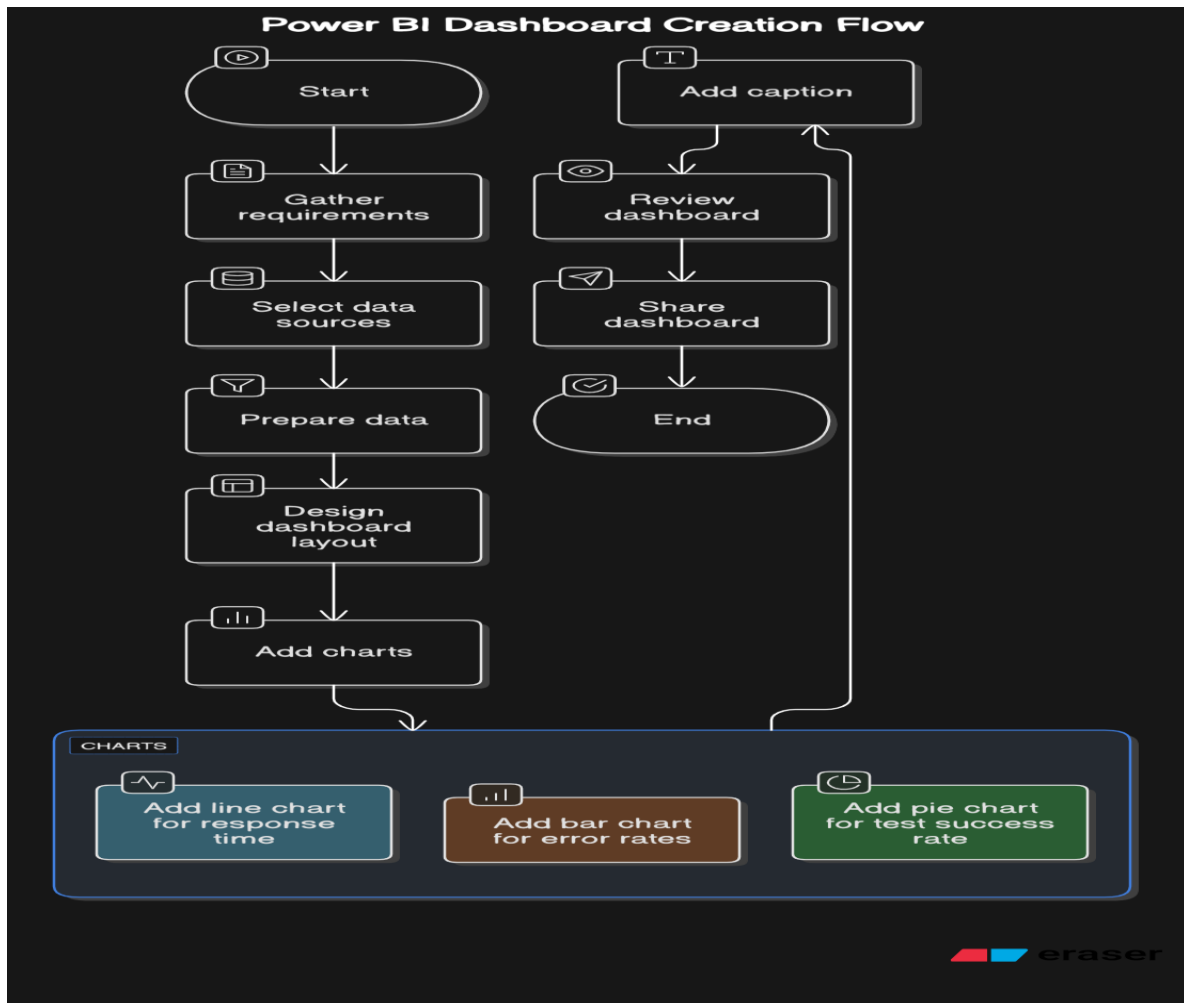 Power BI Dashboard Creation Flow
Start
Gather
requirements
Select data
sources
Prepare data
Design
dashboard
layout
Add charts
CHARTS
Add line chart
for response
time
Add bar chart
for error rates
Add pie chart
for test success
rate
Add caption
Review
dashboard
Share
dashboard
End
eraser